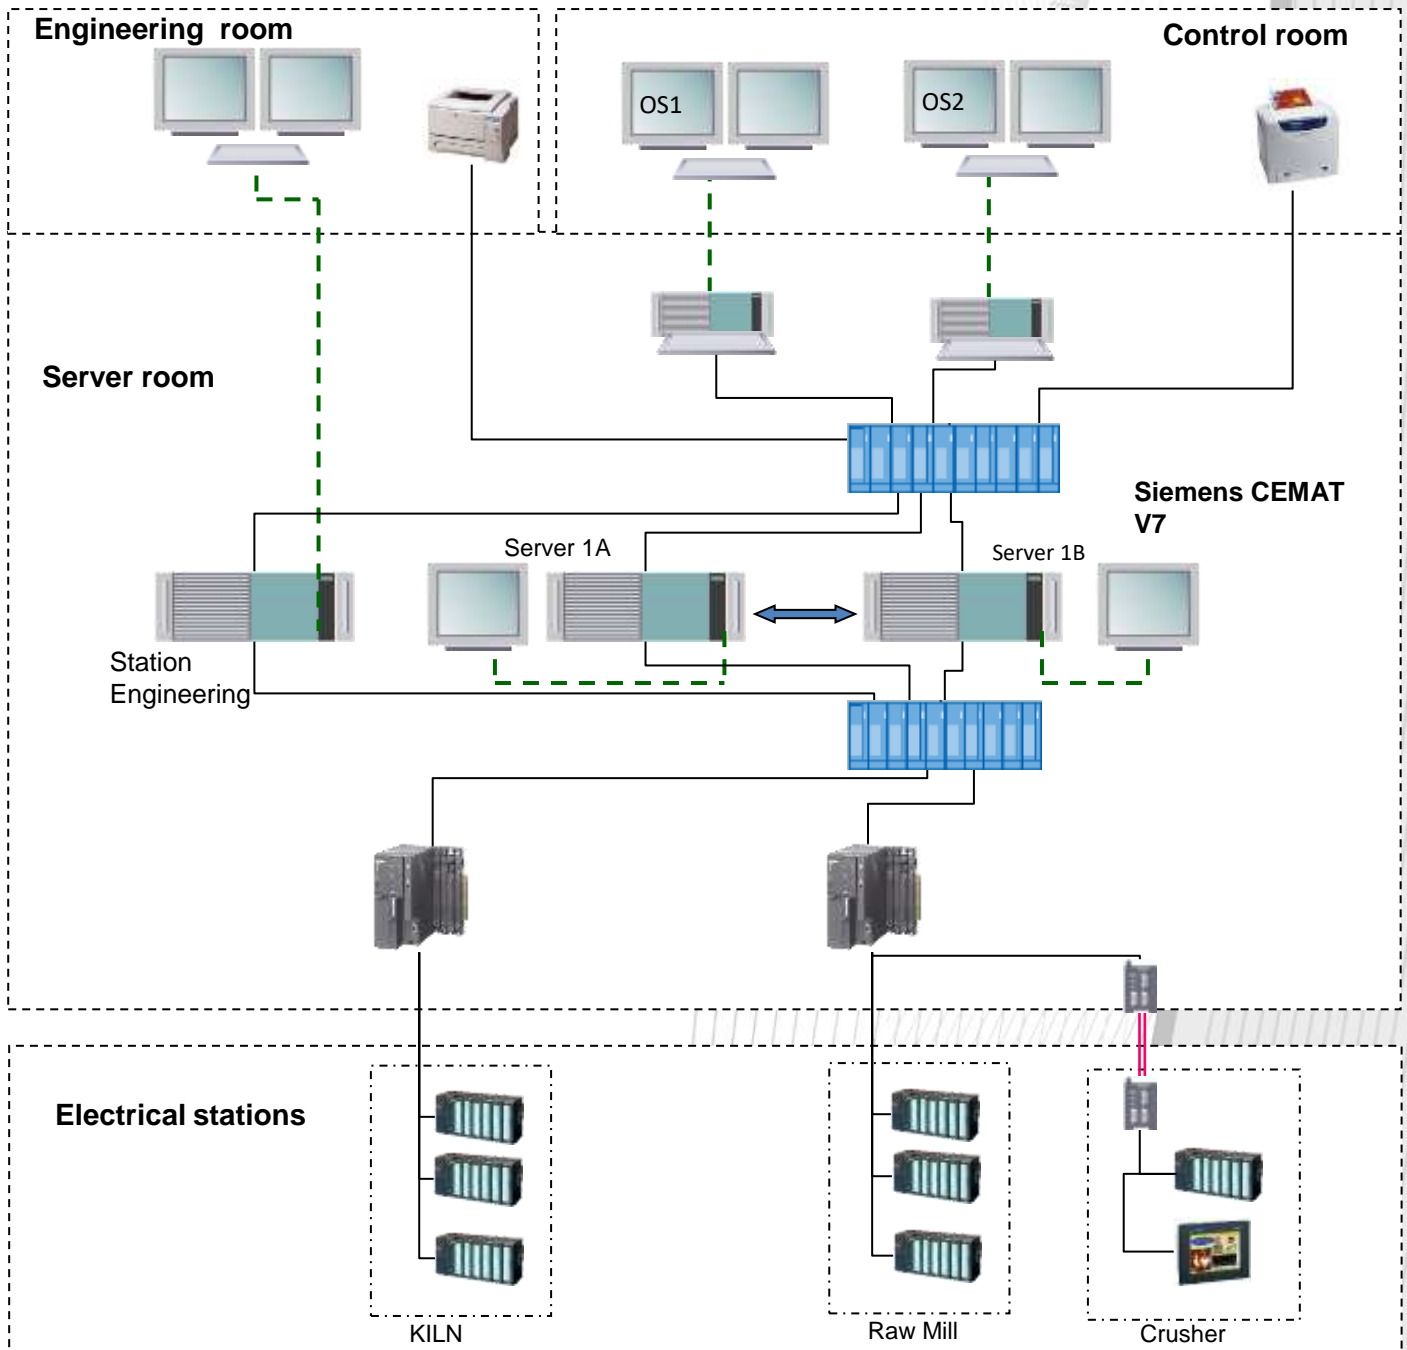 Engineering  room
Control room
OS1
OS2
Server room
Siemens CEMAT
V7
Server 1A
Server 1B
Station
Engineering
Electrical stations
KILN
Raw Mill
Crusher